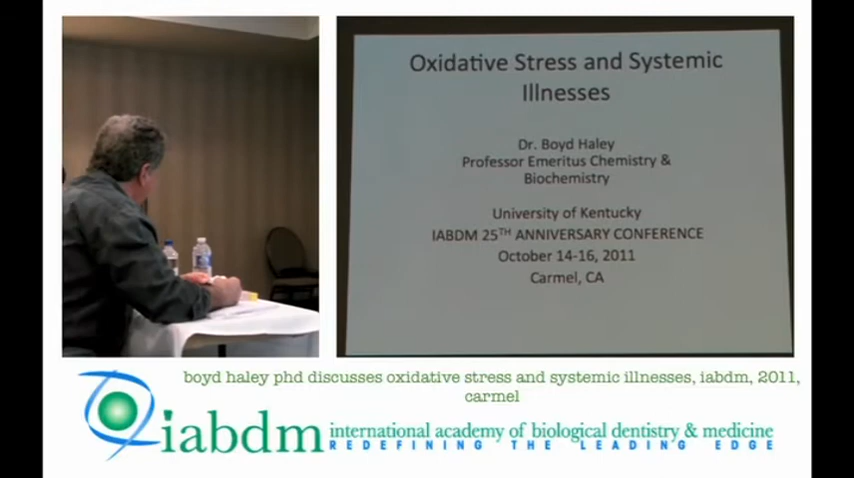 Oxidative Stress and Systemic
Illnesses
Dr. Boyd Haley
Professor Emeritus Chemistry &
Biochemistry
University of Kentucky
IABDM 25TH ANNIVERSARY CONFERENCE
October 14-16, 2011
Carmel, CA
boyd haley phd discusses oxidative stress and systemic illnesses, iabdm, 2011,
carmel
iabdm international academy of biological dentistry & medicine
REDEFINING THE LEADING EDGE